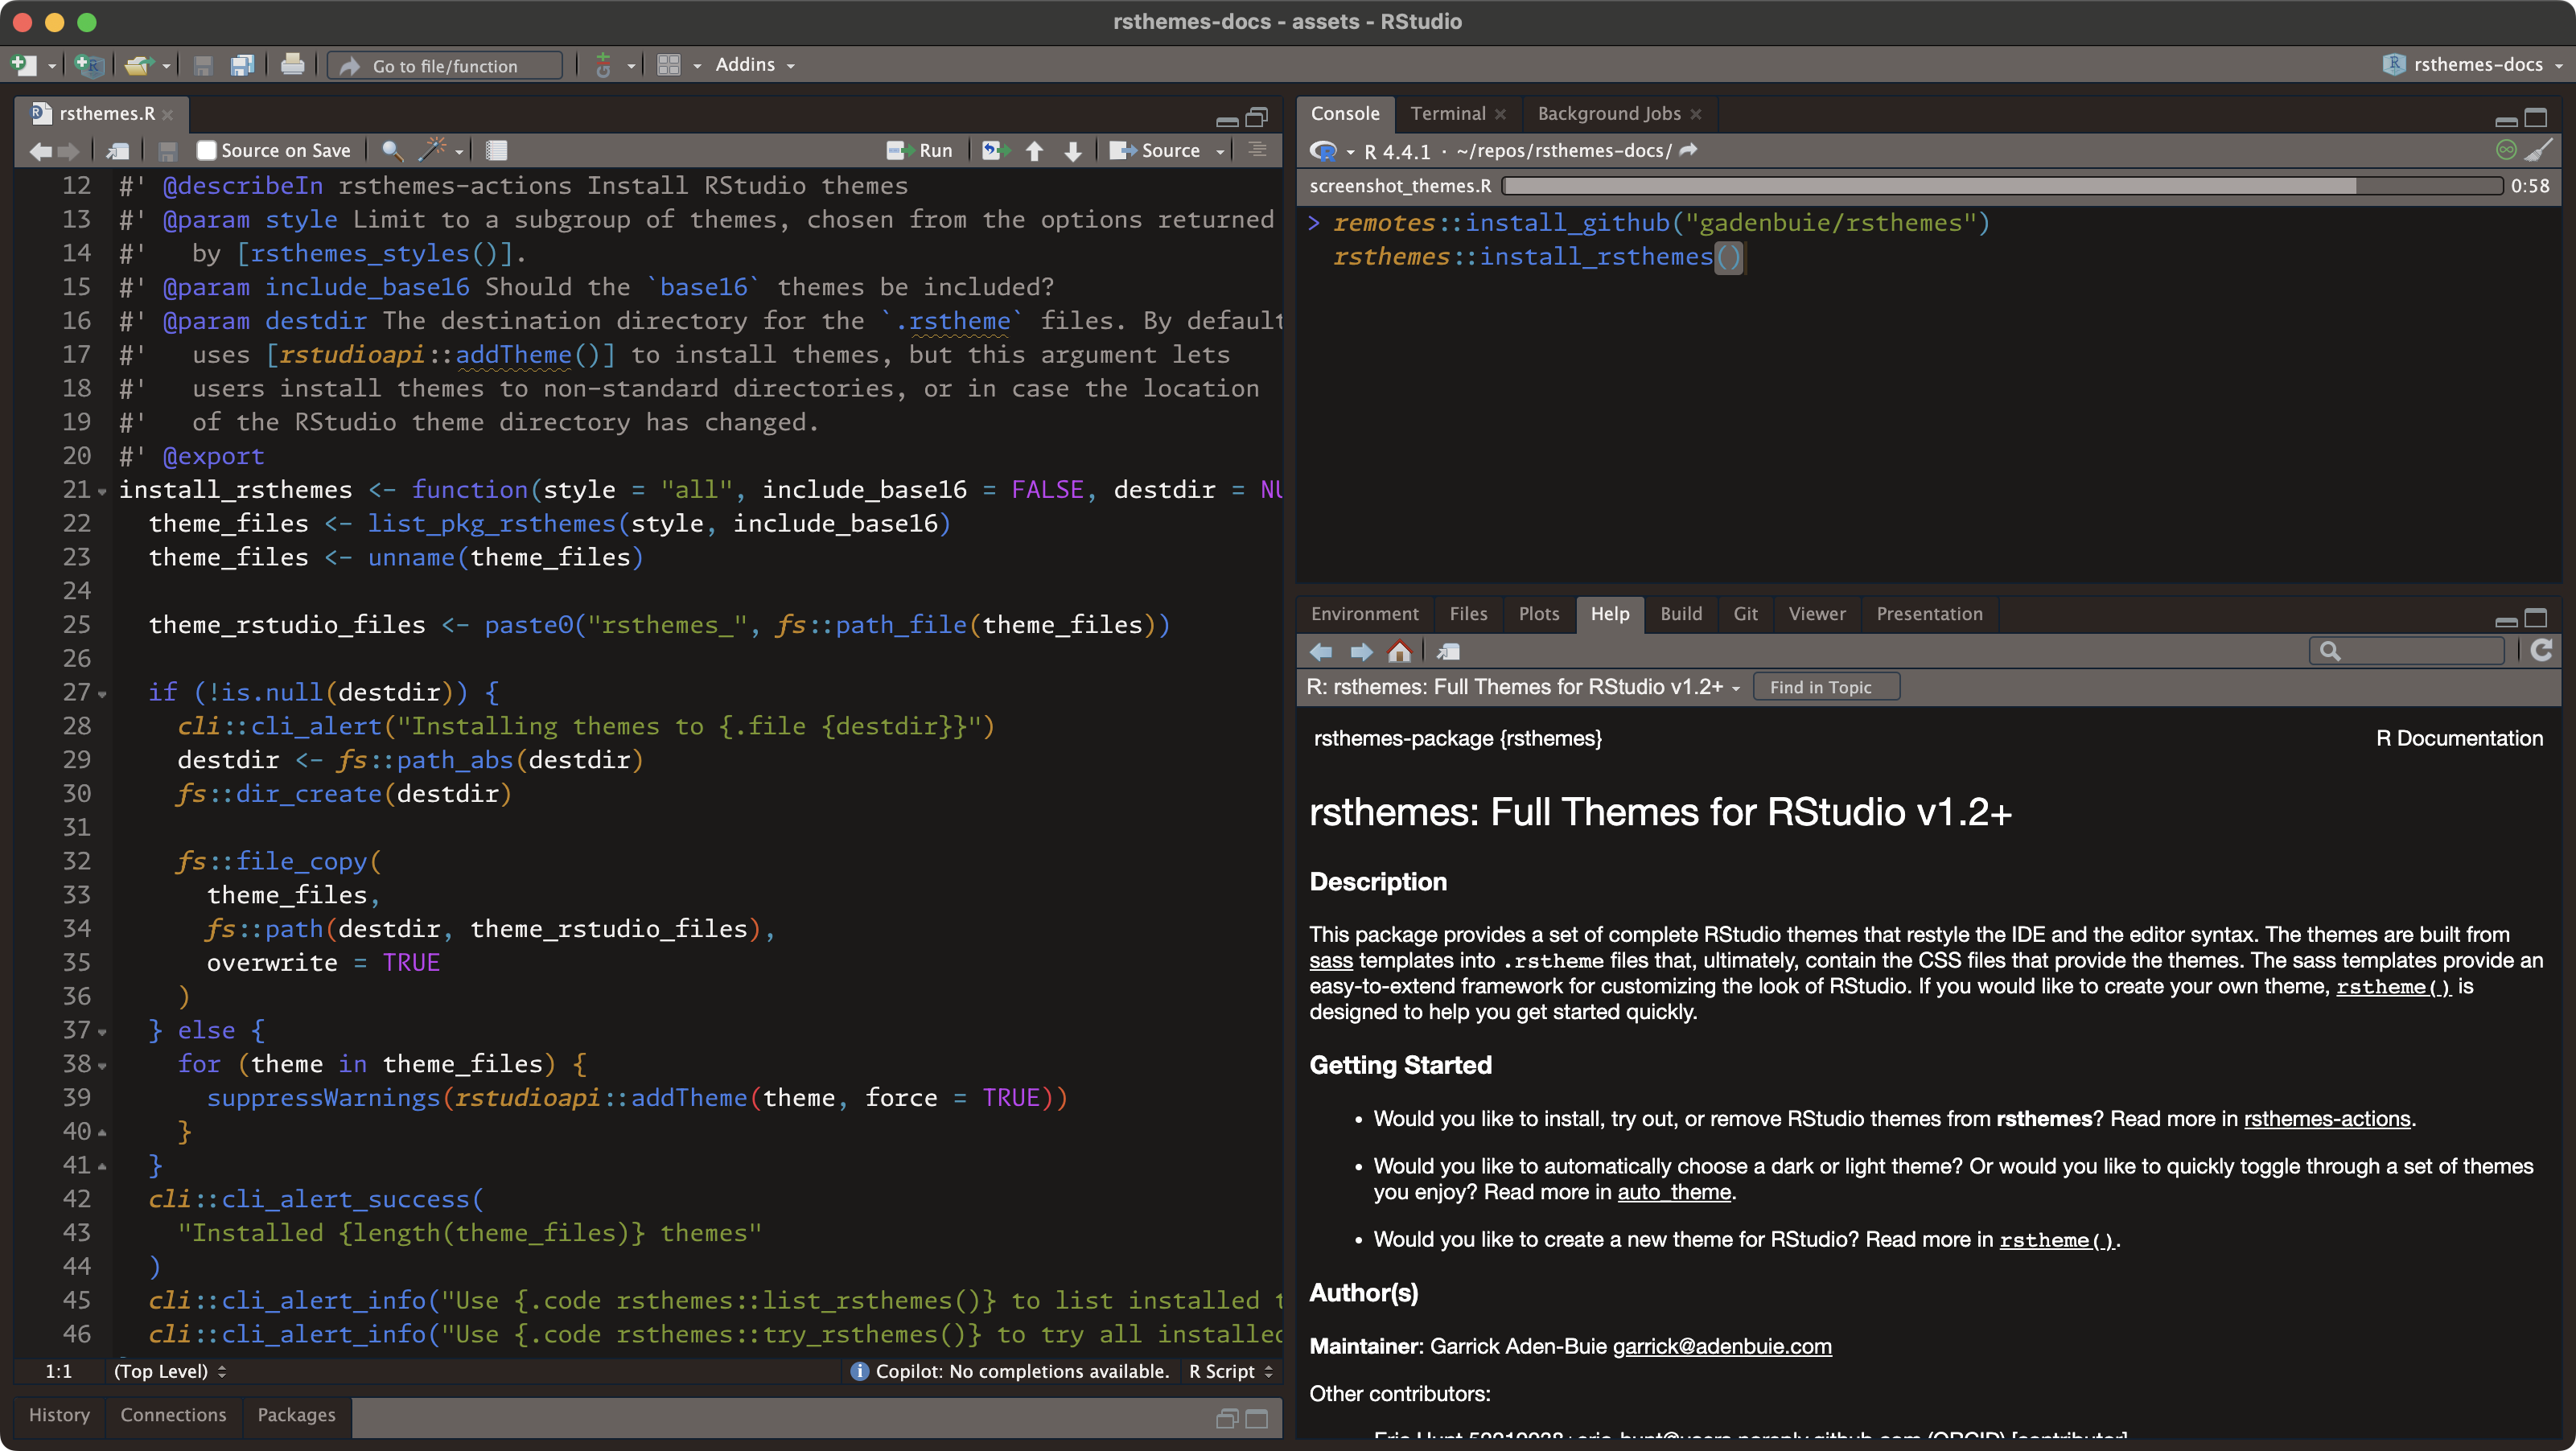 rsthemes-docs - assets - RStudio
Go to file/function
Addins
rsthemes-docs
rsthemes.R
Source on Save
Run
Source
12 #' @describeIn rsthemes-actions Install RStudio themes
13 #' @param style Limit to a subgroup of themes, chosen from the options returned
14 #'   by [rsthemes_styles()].
15 #' @param include_base16 Should the `base16` themes be included?
16 #' @param destdir The destination directory for the `.rstheme` files. By default
17 #'   uses [rstudioapi::addTheme()] to install themes, but this argument lets
18 #'   users install themes to non-standard directories, or in case the location
19 #'   of the RStudio theme directory has changed.
20 #' @export
21 install_rsthemes <- function(style = "all", include_base16 = FALSE, destdir = NU
22   theme_files <- list_pkg_rsthemes(style, include_base16)
23   theme_files <- unname(theme_files)
24
25   theme_rstudio_files <- paste0("rsthemes_", fs::path_file(theme_files))
26
27   if (!is.null(destdir)) {
28     cli::cli_alert("Installing themes to {.file {destdir}}")
29     destdir <- fs::path_abs(destdir)
30     fs::dir_create(destdir)
31
32     fs::file_copy(
33       theme_files,
34       fs::path(destdir, theme_rstudio_files),
35       overwrite = TRUE
36     )
37   } else {
38     for (theme in theme_files) {
39       suppressWarnings(rstudioapi::addTheme(theme, force = TRUE))
40     }
41   }
42   cli::cli_alert_success(
43     "Installed {length(theme_files)} themes"
44   )
45   cli::cli_alert_info("Use {.code rsthemes::list_rsthemes()} to list installed t
46   cli::cli_alert_info("Use {.code rsthemes::try_rsthemes()} to try all installed
1:1 (Top Level) Copilot: No completions available. R Script
History Connections Packages
Console Terminal Background Jobs
R 4.4.1 · ~/repos/rsthemes-docs/
screenshot_themes.R 0:58
> remotes::install_github("gadenbuie/rsthemes")
rsthemes::install_rsthemes()
Environment Files Plots Help Build Git Viewer Presentation
R: rsthemes: Full Themes for RStudio v1.2+ Find in Topic
rsthemes-package {rsthemes} R Documentation
rsthemes: Full Themes for RStudio v1.2+
Description
This package provides a set of complete RStudio themes that restyle the IDE and the editor syntax. The themes are built from
sass templates into .rstheme files that, ultimately, contain the CSS files that provide the themes. The sass templates provide an
easy-to-extend framework for customizing the look of RStudio. If you would like to create your own theme, rstheme() is
designed to help you get started quickly.
Getting Started
• Would you like to install, try out, or remove RStudio themes from rsthemes? Read more in rsthemes-actions.
• Would you like to automatically choose a dark or light theme? Or would you like to quickly toggle through a set of themes
you enjoy? Read more in auto_theme.
• Would you like to create a new theme for RStudio? Read more in rstheme().
Author(s)
Maintainer: Garrick Aden-Buie garrick@adenbuie.com
Other contributors: